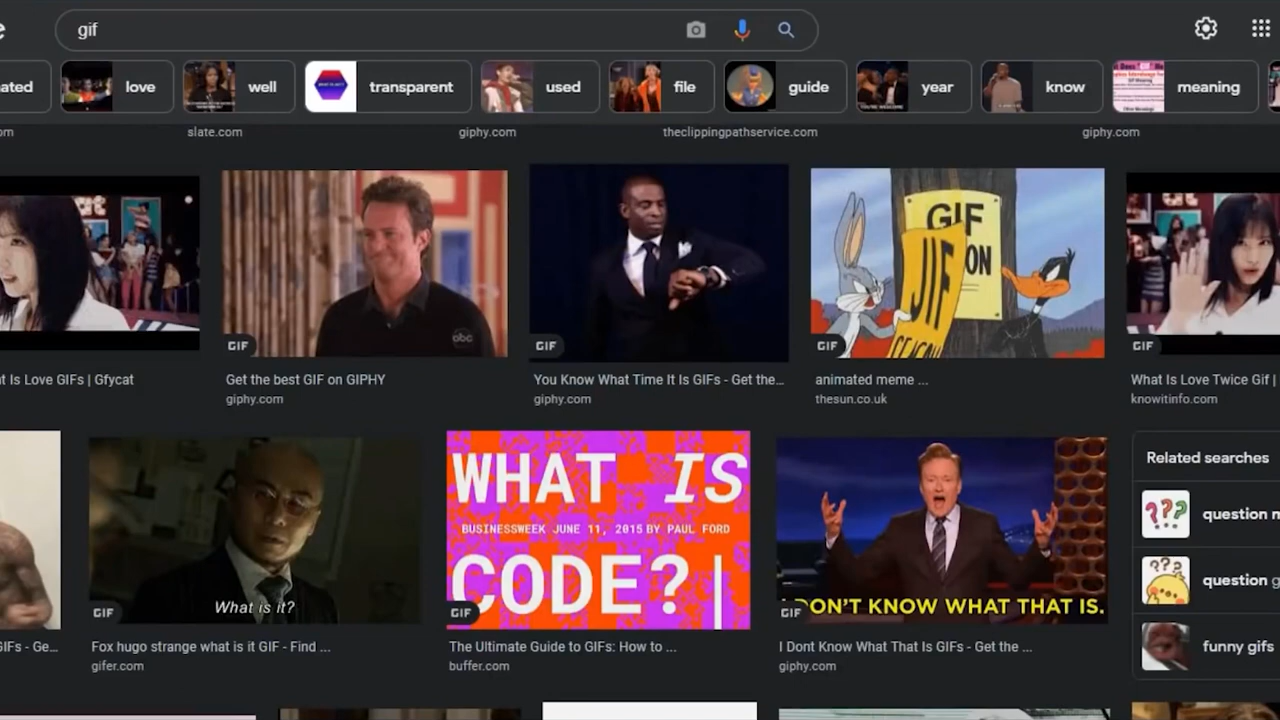 e
gif
ated
love
well
transparent
used
file
guide
year
know
meaning
om
slate.com
giphy.com
theclippingpathservice.com
giphy.com
GIF
abc
GIF
GIF
ON
JIF
GIF
GIF
t Is Love GIFs | Gfycat
Get the best GIF on GIPHY
giphy.com
You Know What Time It Is GIFs - Get the...
giphy.com
animated meme ...
thesun.co.uk
What Is Love Twice Gif |
knowitinfo.com
What is it?
GIF
WHAT IS
BUSINESSWEEK JUNE 11, 2015 BY PAUL FORD
CODE?
GIF
DON'T KNOW WHAT THAT IS.
GIF
Related searches
question m
question g
funny gifs
GIFs - Ge...
Fox hugo strange what is it GIF - Find ...
gifer.com
The Ultimate Guide to GIFs: How to ...
buffer.com
I Dont Know What That Is GIFs - Get the ...
giphy.com